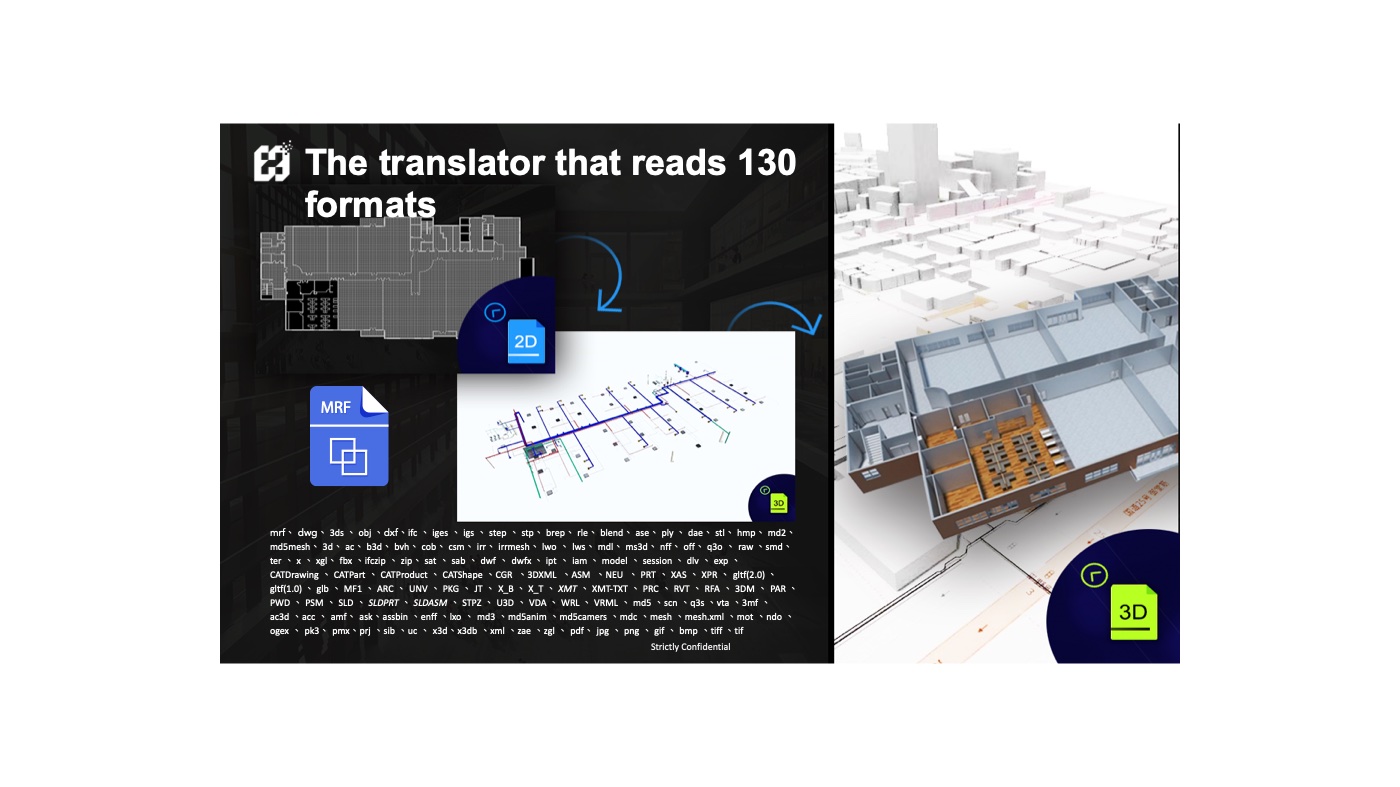 The translator that reads 130
formats
2D
MRF
3D
mrf、 dwg、 3ds 、 obj 、dxf、ifc 、 iges 、 igs 、 step 、 stp、 brep、 rle、 blend、 ase、 ply 、 dae、 stl、 hmp、 md2、
md5mesh、 3d、 ac、 b3d、 bvh、 cob、 csm、 irr、 irrmesh、 lwo 、 lws、 mdl、 ms3d、 nff、 off、 q3o、 raw、 smd、
ter 、 x 、 xgl、 fbx 、ifczip 、 zip、 sat 、 sab 、 dwf 、 dwfx 、 ipt 、 iam 、 model 、 session 、 dlv 、 exp 、
CATDrawing 、 CATPart 、 CATProduct 、 CATShape 、CGR 、3DXML 、ASM 、NEU 、 PRT 、XAS 、XPR 、 gltf(2.0) 、
gltf(1.0) 、 glb 、 MF1 、 ARC 、 UNV 、 PKG 、 JT 、 X_B 、 X_T 、XMT 、 XMT-TXT 、 PRC 、 RVT 、 RFA 、 3DM 、 PAR 、
PWD 、 PSM 、 SLD 、 SLDPRT 、 SLDASM 、 STPZ 、 U3D 、 VDA 、 WRL 、 VRML 、 md5 、 scn 、q3s 、vta 、3mf 、
ac3d 、 acc 、 amf 、 ask、assbin 、 enff 、lxo 、 md3 、md5anim 、md5camers 、 mdc 、 mesh 、 mesh.xml 、 mot 、 ndo 、
ogex 、 pk3 、 pmx、prj 、sib 、uc 、 x3d、x3db 、 xml 、 zae 、 zgl 、 pdf、 jpg 、 png 、 gif 、 bmp 、tiff 、tif
Strictly Confidential
3D